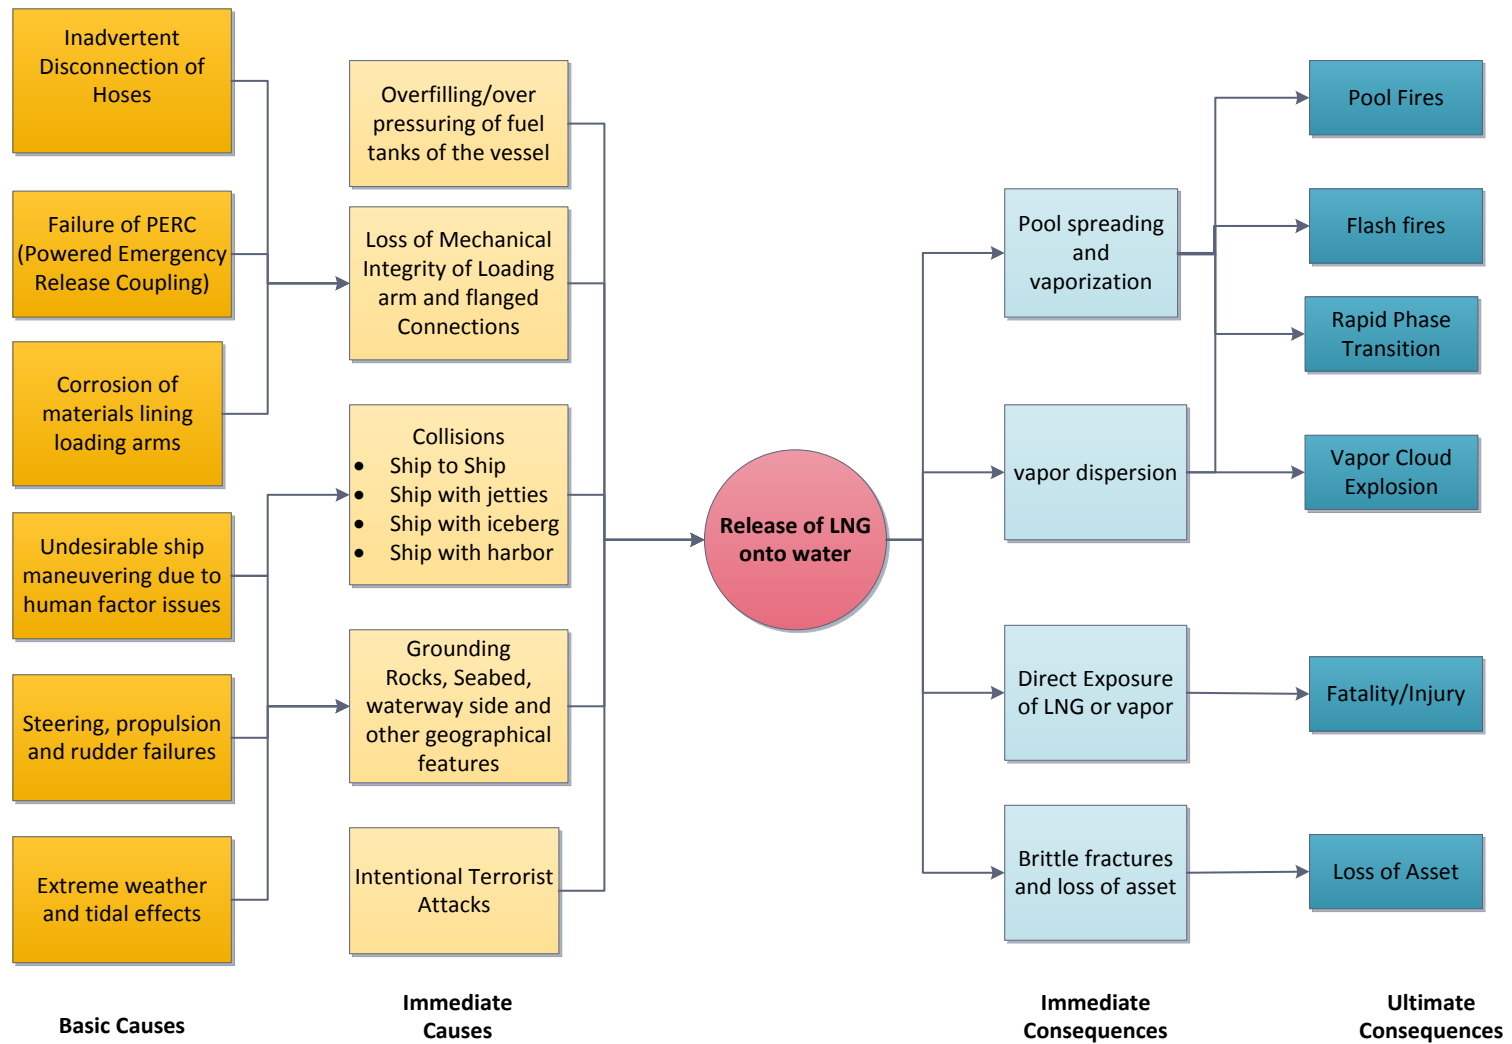 Inadvertent
Disconnection of
Hoses
Failure of PERC
(Powered Emergency
Release Coupling)
Corrosion of
materials lining
loading arms
Undesirable ship
maneuvering due to
human factor issues
Steering, propulsion
and rudder failures
Extreme weather
and tidal effects
Basic Causes
Overfilling/over
pressuring of fuel
tanks of the vessel
Loss of Mechanical
Integrity of Loading
arm and flanged
Connections
Collisions
• Ship to Ship
• Ship with jetties
• Ship with iceberg
• Ship with harbor
Grounding
Rocks, Seabed,
waterway side and
other geographical
features
Intentional Terrorist
Attacks
Immediate
Causes
Release of LNG
onto water
Pool spreading
and
vaporization
vapor dispersion
Direct Exposure
of LNG or vapor
Brittle fractures
and loss of asset
Immediate
Consequences
Pool Fires
Flash fires
Rapid Phase
Transition
Vapor Cloud
Explosion
Fatality/Injury
Loss of Asset
Ultimate
Consequences